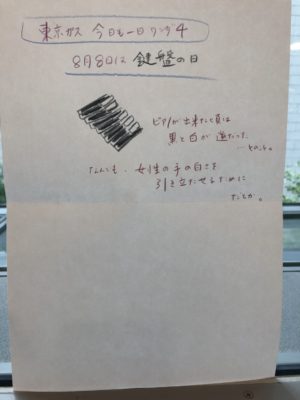 東京ガス 今日も一日リング4
8月8日は 鍵盤の日
ピアノが出来た頃は
黒と白が逆だった
とのこと。
なんでも、女性の手の白さを
引き立たせるために
だとか。